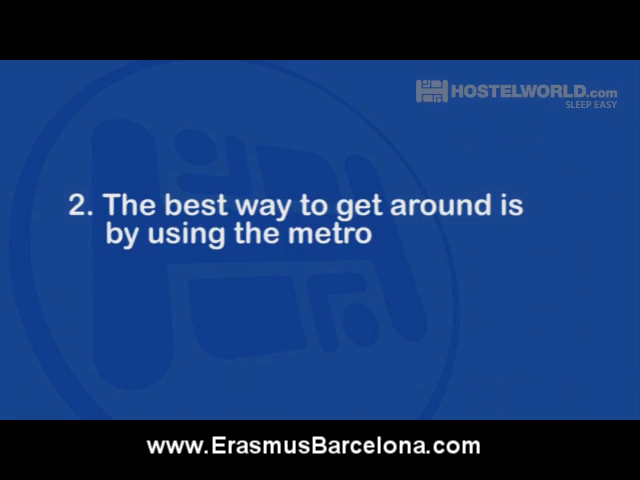 HOSTELWORLD.com
SLEEP EASY
2. The best way to get around is
by using the metro
www.ErasmusBarcelona.com